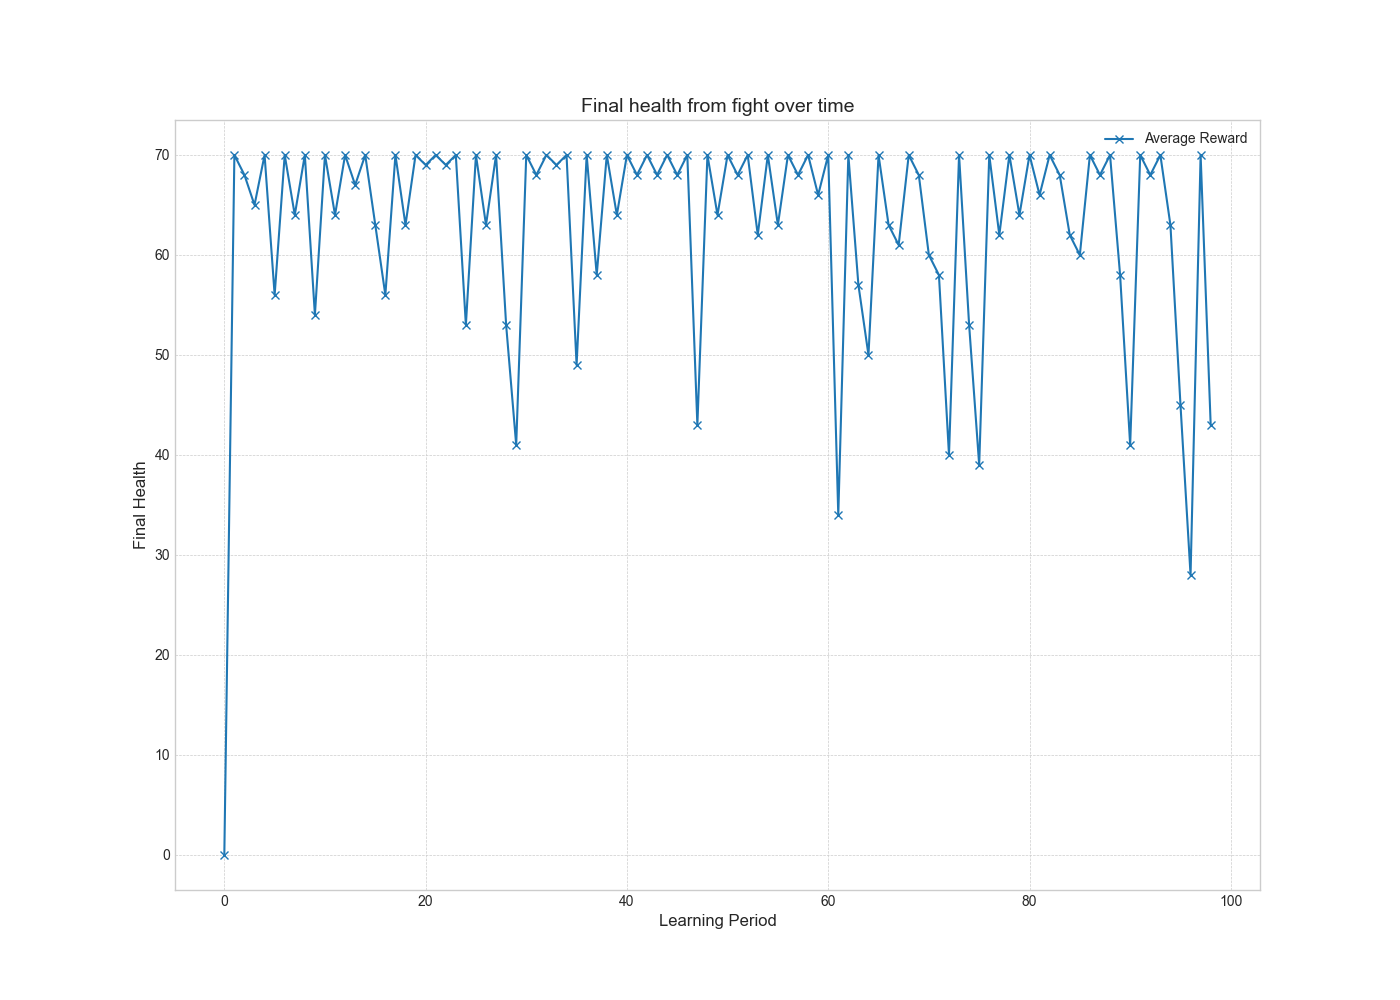 Final health from fight over time
Average Reward
70
60
50
40
30
20
10
0
Final Health
0 20 40 60 80 100
Learning Period